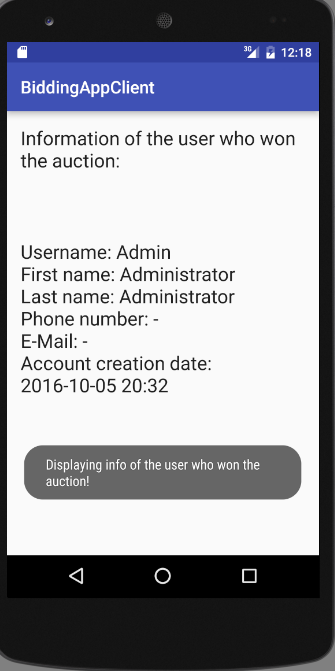 3G 12:18
BiddingAppClient
Information of the user who won
the auction:
Username: Admin
First name: Administrator
Last name: Administrator
Phone number: -
E-Mail: -
Account creation date:
2016-10-05 20:32
Displaying info of the user who won the
auction!